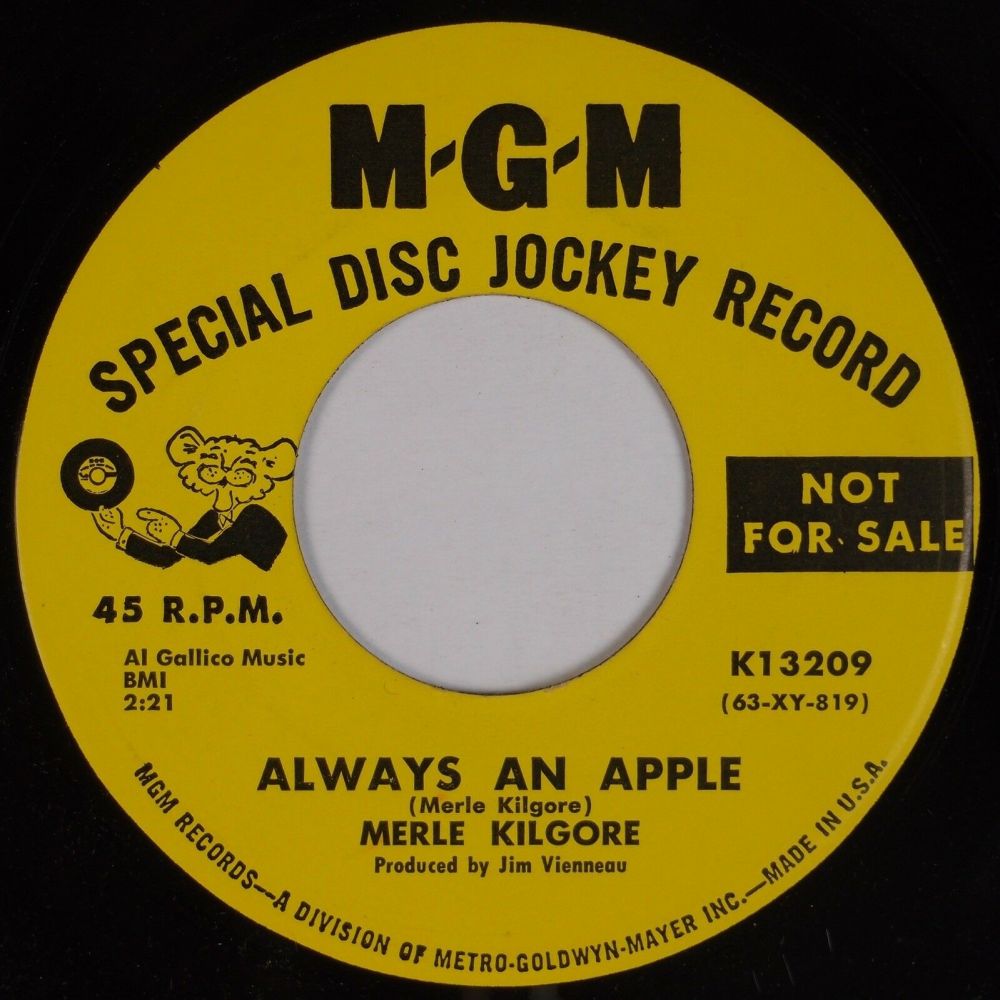 M-G-M
SPECIAL DISC JOCKEY RECORD
NOT
FOR SALE
45 R.P.M.
Al Gallico Music
BMI
2:21
K13209
(63-XY-819)
ALWAYS AN APPLE
(Merle Kilgore)
MERLE KILGORE
Produced by Jim Vienneau
MGM RECORDS—A DIVISION OF METRO-GOLDWYN-MAYER INC.—MADE IN U.S.A.